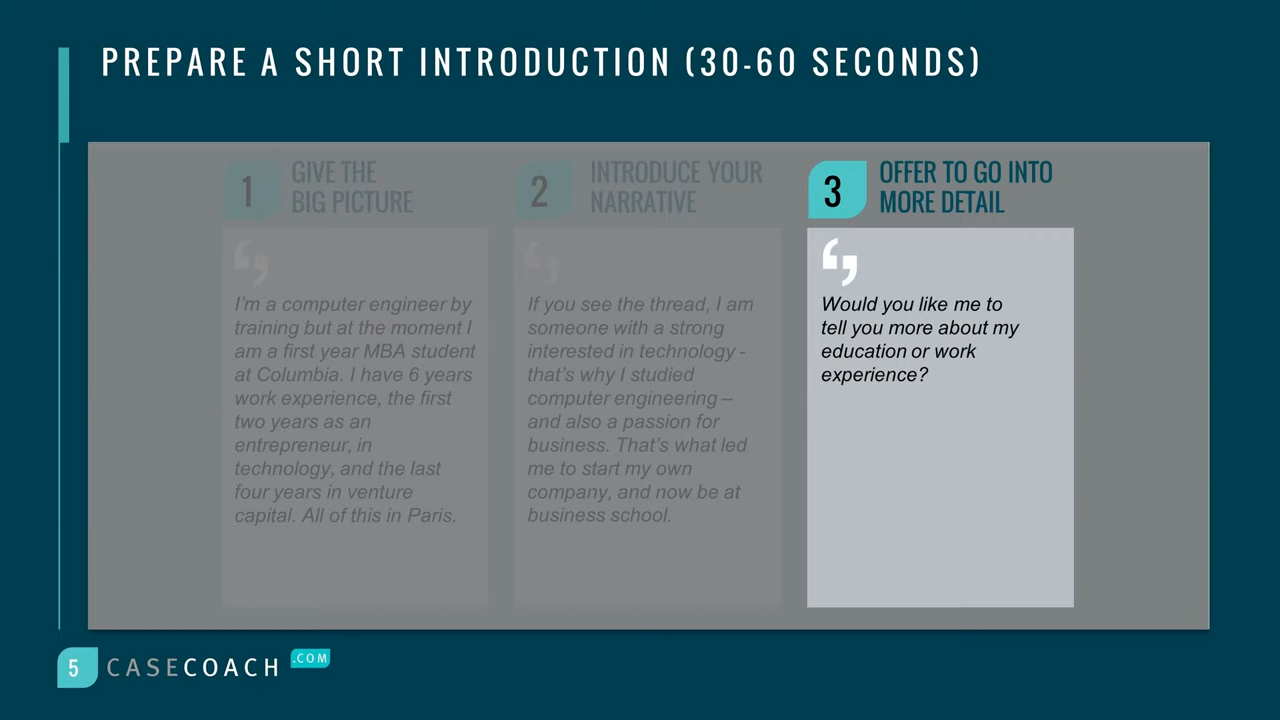 PREPARE A SHORT INTRODUCTION (30-60 SECONDS)
1
GIVE THE
BIG PICTURE
I'm a computer engineer by
training but at the moment I
am a first year MBA student
at Columbia. I have 6 years
work experience, the first
two years as an
entrepreneur, in
technology, and the last
four years in venture
capital. All of this in Paris.
2
INTRODUCE YOUR
NARRATIVE
If you see the thread, I am
someone with a strong
interested in technology -
that's why I studied
computer engineering –
and also a passion for
business. That's what led
me to start my own
company, and now be at
business school.
3
OFFER TO GO INTO
MORE DETAIL
Would you like me to
tell you more about my
education or work
experience?
5
CASECOACH .COM